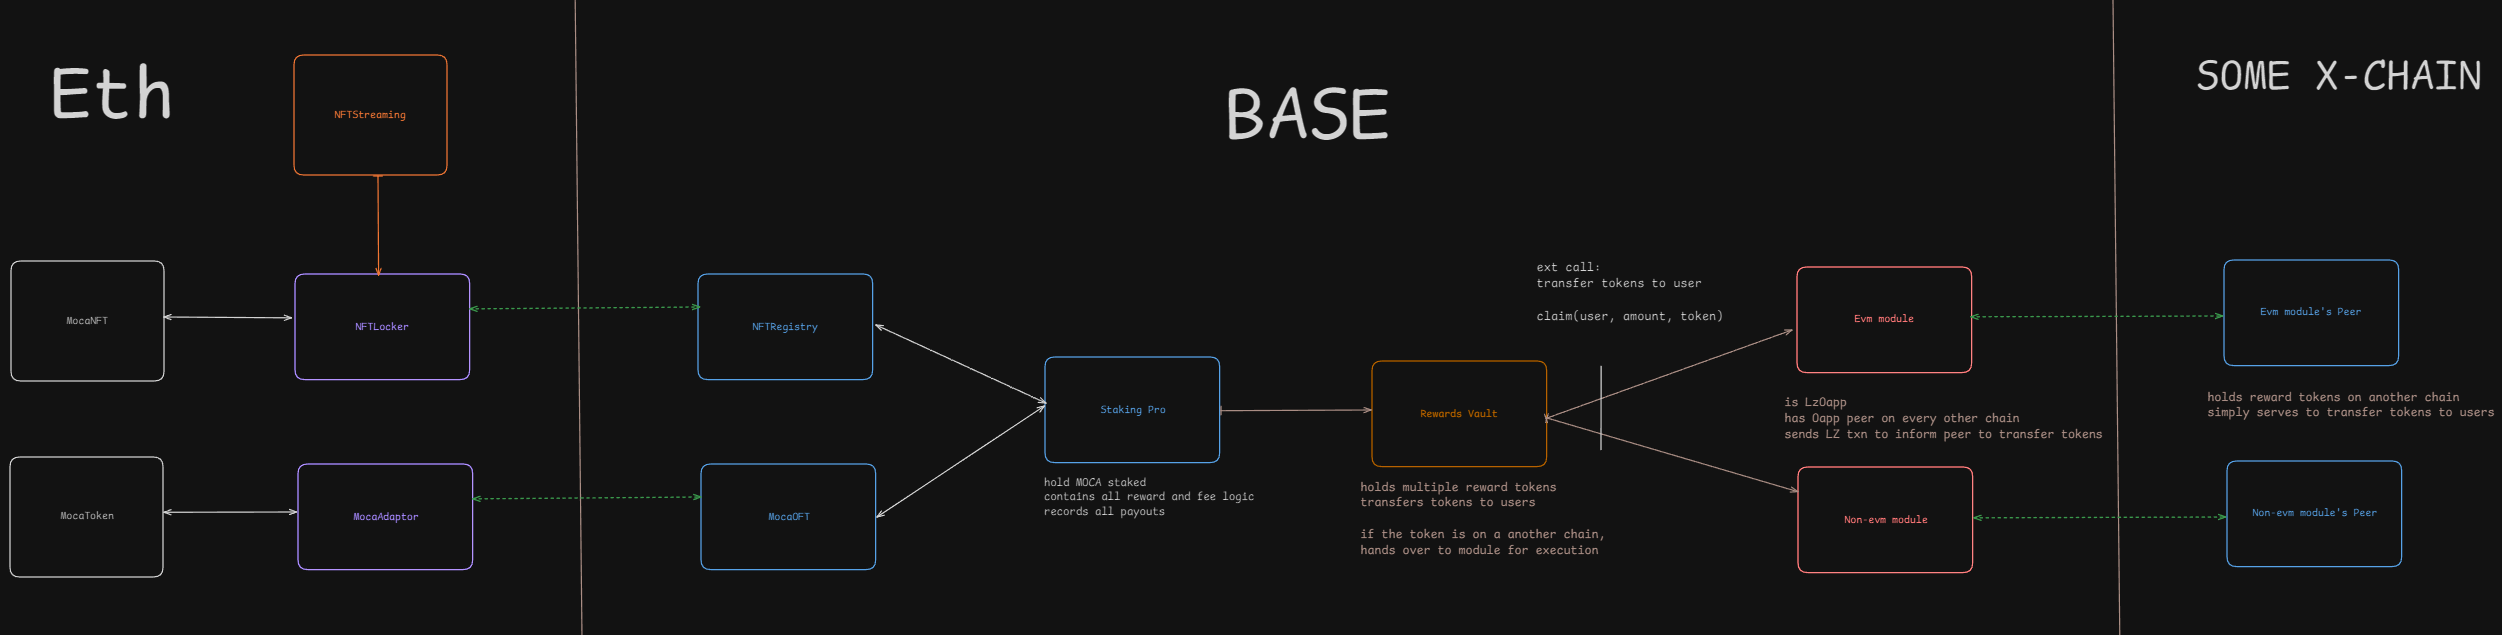 Eth
BASE
SOME X-CHAIN
NFTStreaming
MocaNFT
NFTLocker
NFTRegistry
MocaToken
MocaAdaptor
MocaOFT
Staking Pro
hold MOCA staked
contains all reward and fee logic
records all payouts
Rewards Vault
holds multiple reward tokens
transfers tokens to users
if the token is on a another chain,
hands over to module for execution
ext call:
transfer tokens to user
claim(user, amount, token)
Evm module
is LzOapp
has Oapp peer on every other chain
sends LZ txn to inform peer to transfer tokens
Non-evm module
Evm module's Peer
holds reward tokens on another chain
simply serves to transfer tokens to users
Non-evm module's Peer